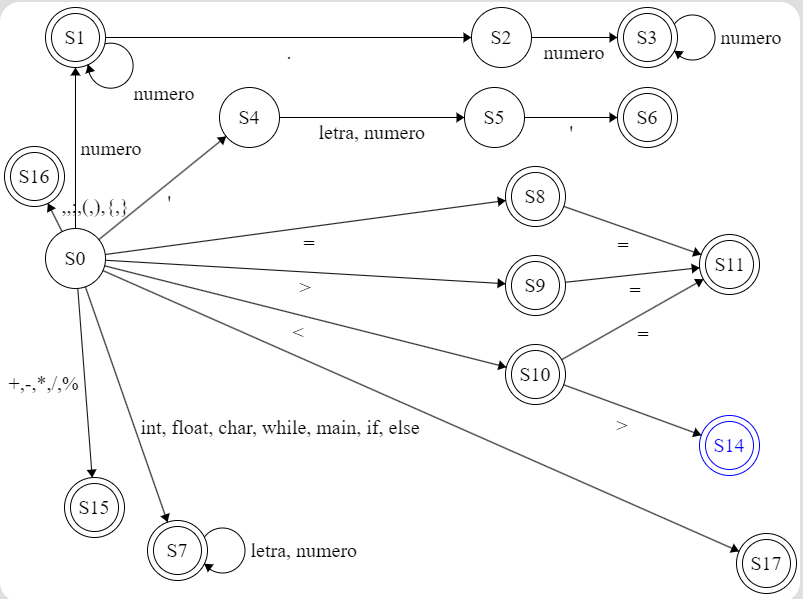 S1
.
S2
numero
S3
numero
numero
S4
letra, numero
S5
'
S6
numero
S16
,,;,(,),{,}
'
S8
=
=
S0
=
S11
>
S9
=
<
=
S10
+,-,*,/,%
int, float, char, while, main, if, else
>
S14
S15
S7
letra, numero
S17